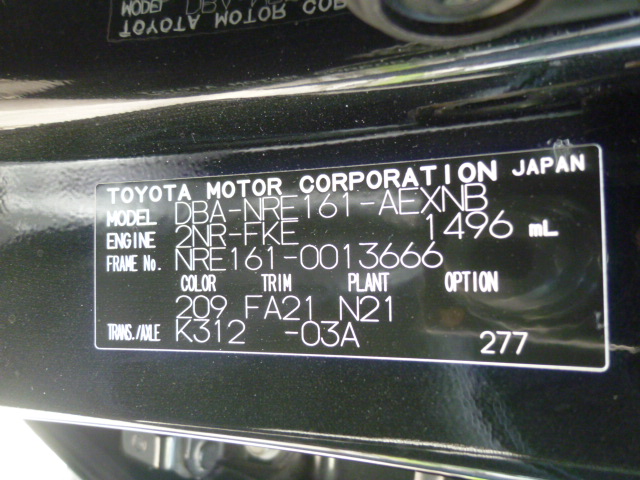 TOYOTA MOTOR CORPORATION JAPAN
MODEL DBA-NRE161-AEXNB
ENGINE 2NR-FKE 1496 mL
FRAME No. NRE161-0013666
COLOR TRIM PLANT OPTION
209 FA21 N21
TRANS./AXLE K312 -03A 277